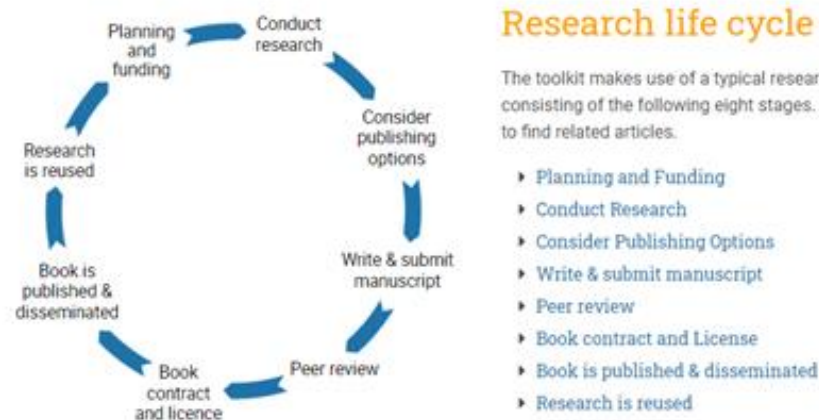 Planning
and
funding
Conduct
research
Consider
publishing
options
Write & submit
manuscript
Peer review
Book
contract
and licence
Book is
published &
disseminated
Research
is reused
Research life cycle
The toolkit makes use of a typical
consisting of the following eight stages.
to find related articles.
Planning and Funding
Conduct Research
Consider Publishing Options
Write & submit manuscript
Peer review
Book contract and License
Book is published & disseminated
Research is reused